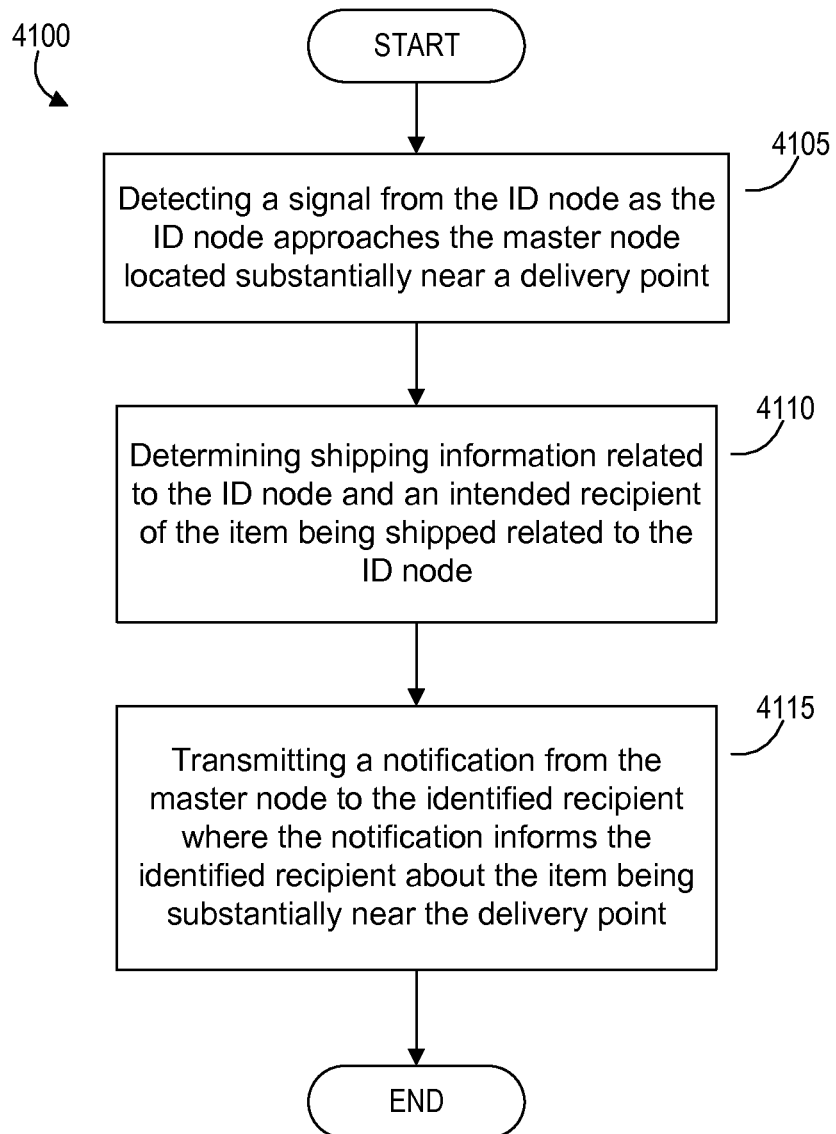 4100
START
4105
Detecting a signal from the ID node as the
ID node approaches the master node
located substantially near a delivery point
4110
Determining shipping information related
to the ID node and an intended recipient
of the item being shipped related to the
ID node
4115
Transmitting a notification from the
master node to the identified recipient
where the notification informs the
identified recipient about the item being
substantially near the delivery point
END